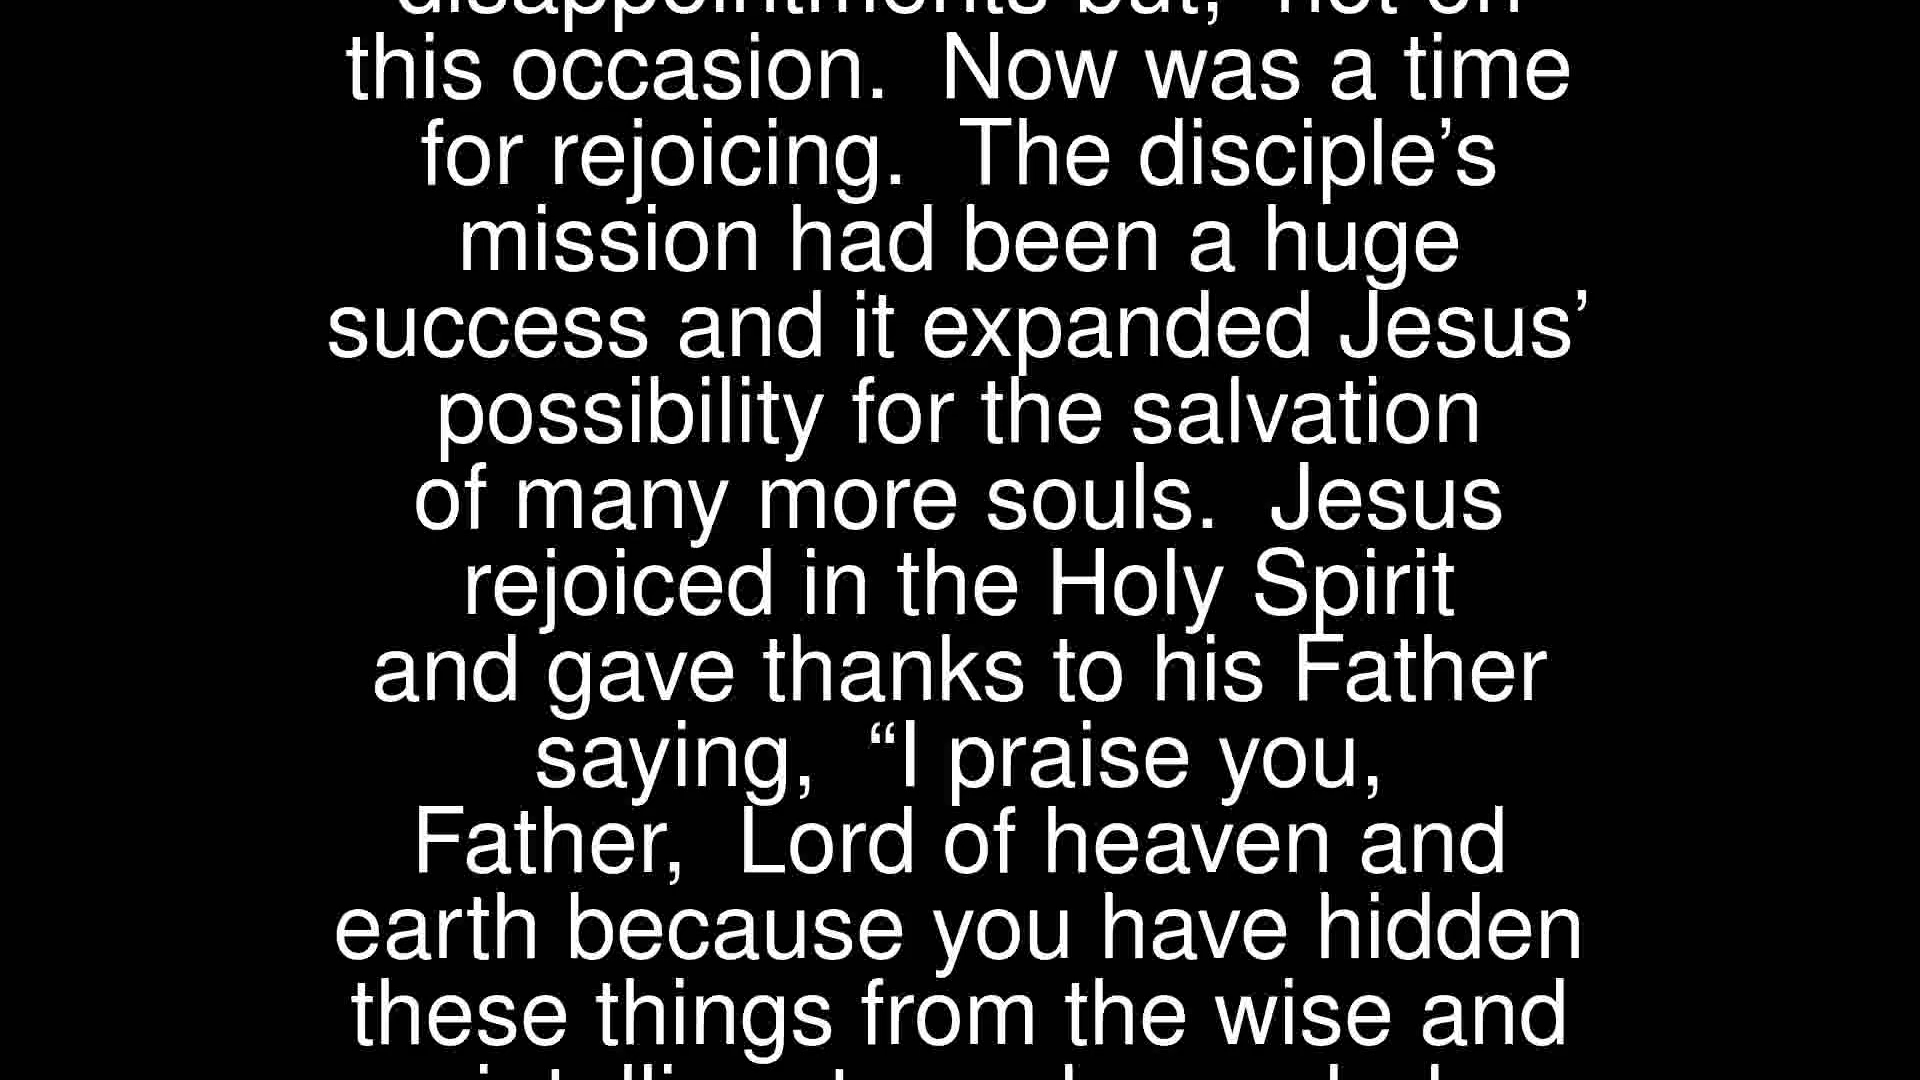 disappointments but, not on
this occasion.  Now was a time
for rejoicing.  The disciple’s
mission had been a huge
success and it expanded Jesus’
possibility for the salvation
of many more souls.  Jesus
rejoiced in the Holy Spirit
and gave thanks to his Father
saying,  “I praise you,
Father,  Lord of heaven and
earth because you have hidden
these things from the wise and